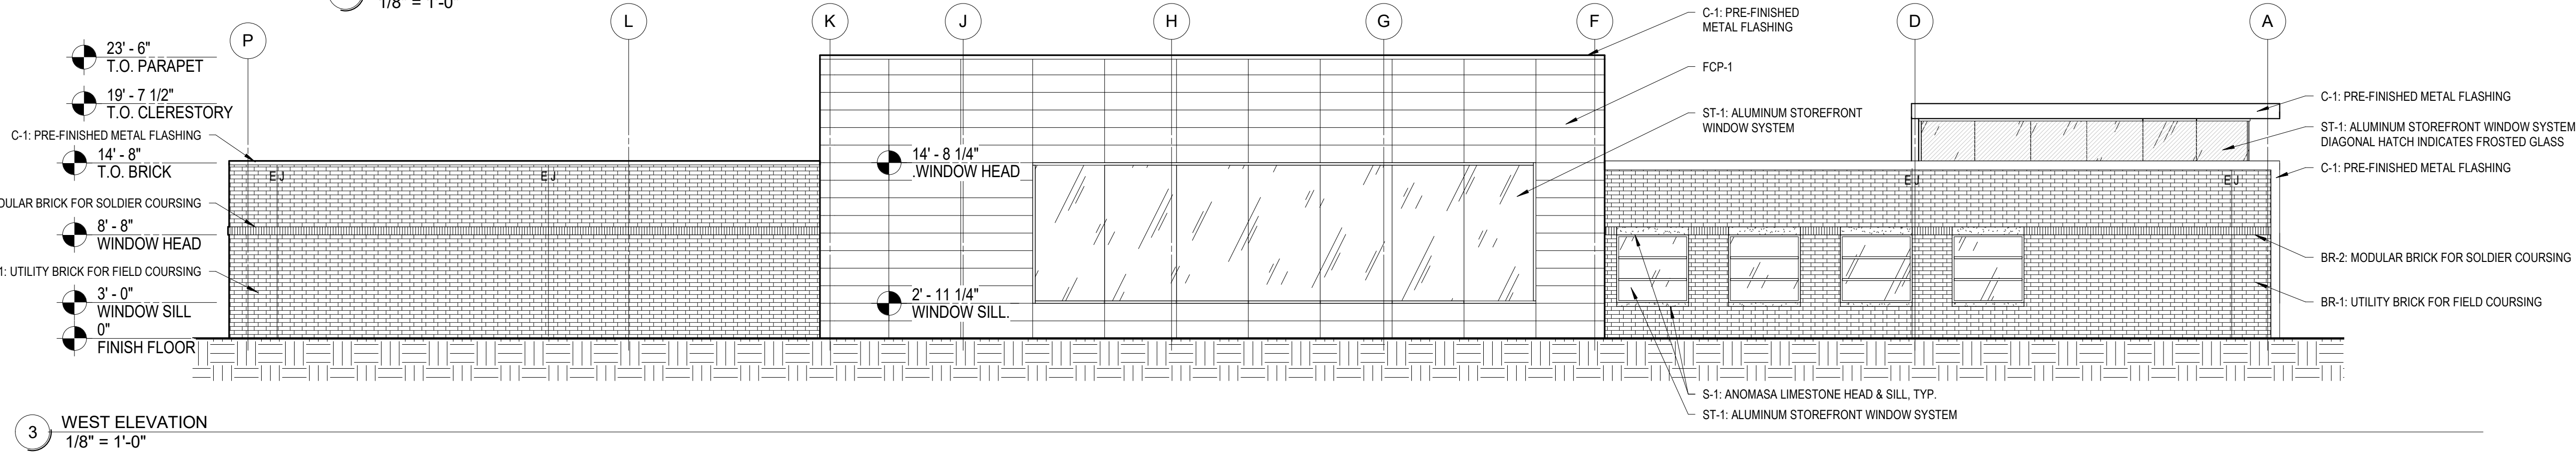 1/8" = 1'-0"
P
L
K
J
H
G
F
D
A
23' - 6"
T.O. PARAPET
19' - 7 1/2"
T.O. CLERESTORY
C-1: PRE-FINISHED METAL FLASHING
14' - 8"
T.O. BRICK
MODULAR BRICK FOR SOLDIER COURSING
8' - 8"
WINDOW HEAD
1: UTILITY BRICK FOR FIELD COURSING
3' - 0"
WINDOW SILL
0"
FINISH FLOOR
E J
E J
14' - 8 1/4"
.WINDOW HEAD
2' - 11 1/4"
WINDOW SILL.
C-1: PRE-FINISHED
METAL FLASHING
FCP-1
ST-1: ALUMINUM STOREFRONT
WINDOW SYSTEM
E J
E J
C-1: PRE-FINISHED METAL FLASHING
ST-1: ALUMINUM STOREFRONT WINDOW SYSTEM
DIAGONAL HATCH INDICATES FROSTED GLASS
C-1: PRE-FINISHED METAL FLASHING
BR-2: MODULAR BRICK FOR SOLDIER COURSING
BR-1: UTILITY BRICK FOR FIELD COURSING
S-1: ANOMASA LIMESTONE HEAD & SILL, TYP.
ST-1: ALUMINUM STOREFRONT WINDOW SYSTEM
3
WEST ELEVATION
1/8" = 1'-0"